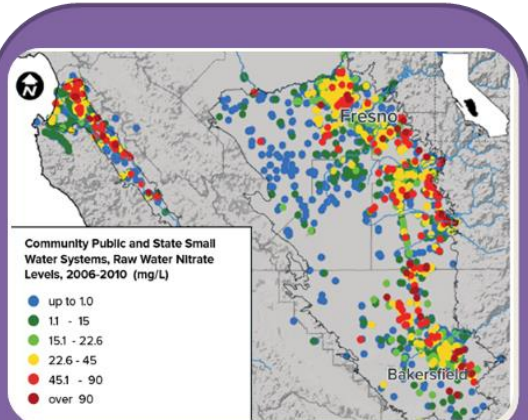 N
Fresno
Community Public and State Small
Water Systems, Raw Water Nitrate
Levels, 2006-2010 (mg/L)
up to 1.0
1.1 - 15
15.1 - 22.6
22.6 - 45
45.1 - 90
over 90
Bakersfield